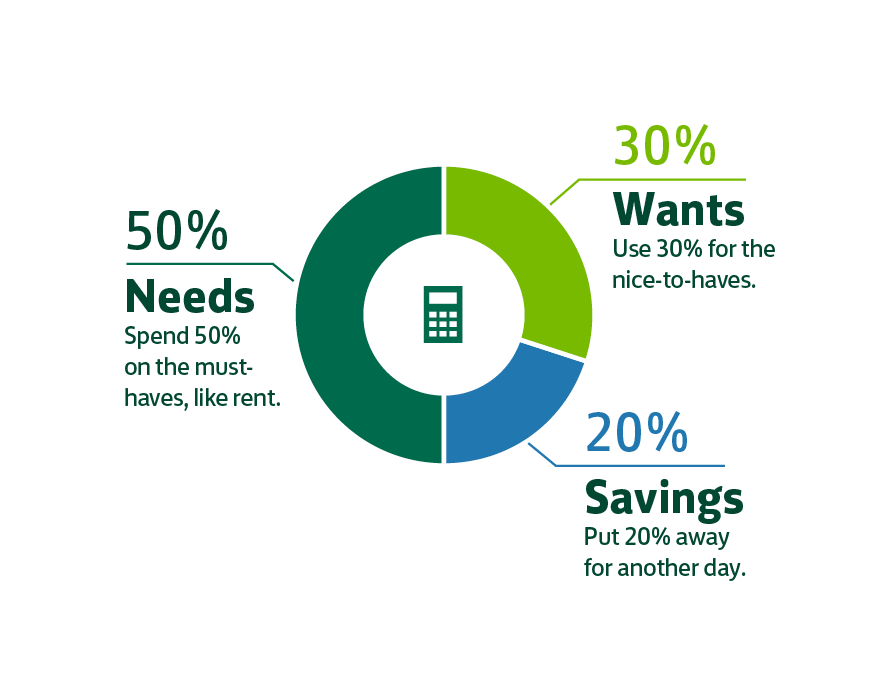 50%
Needs
Spend 50%
on the must-
haves, like rent.
30%
Wants
Use 30% for the
nice-to-haves.
20%
Savings
Put 20% away
for another day.